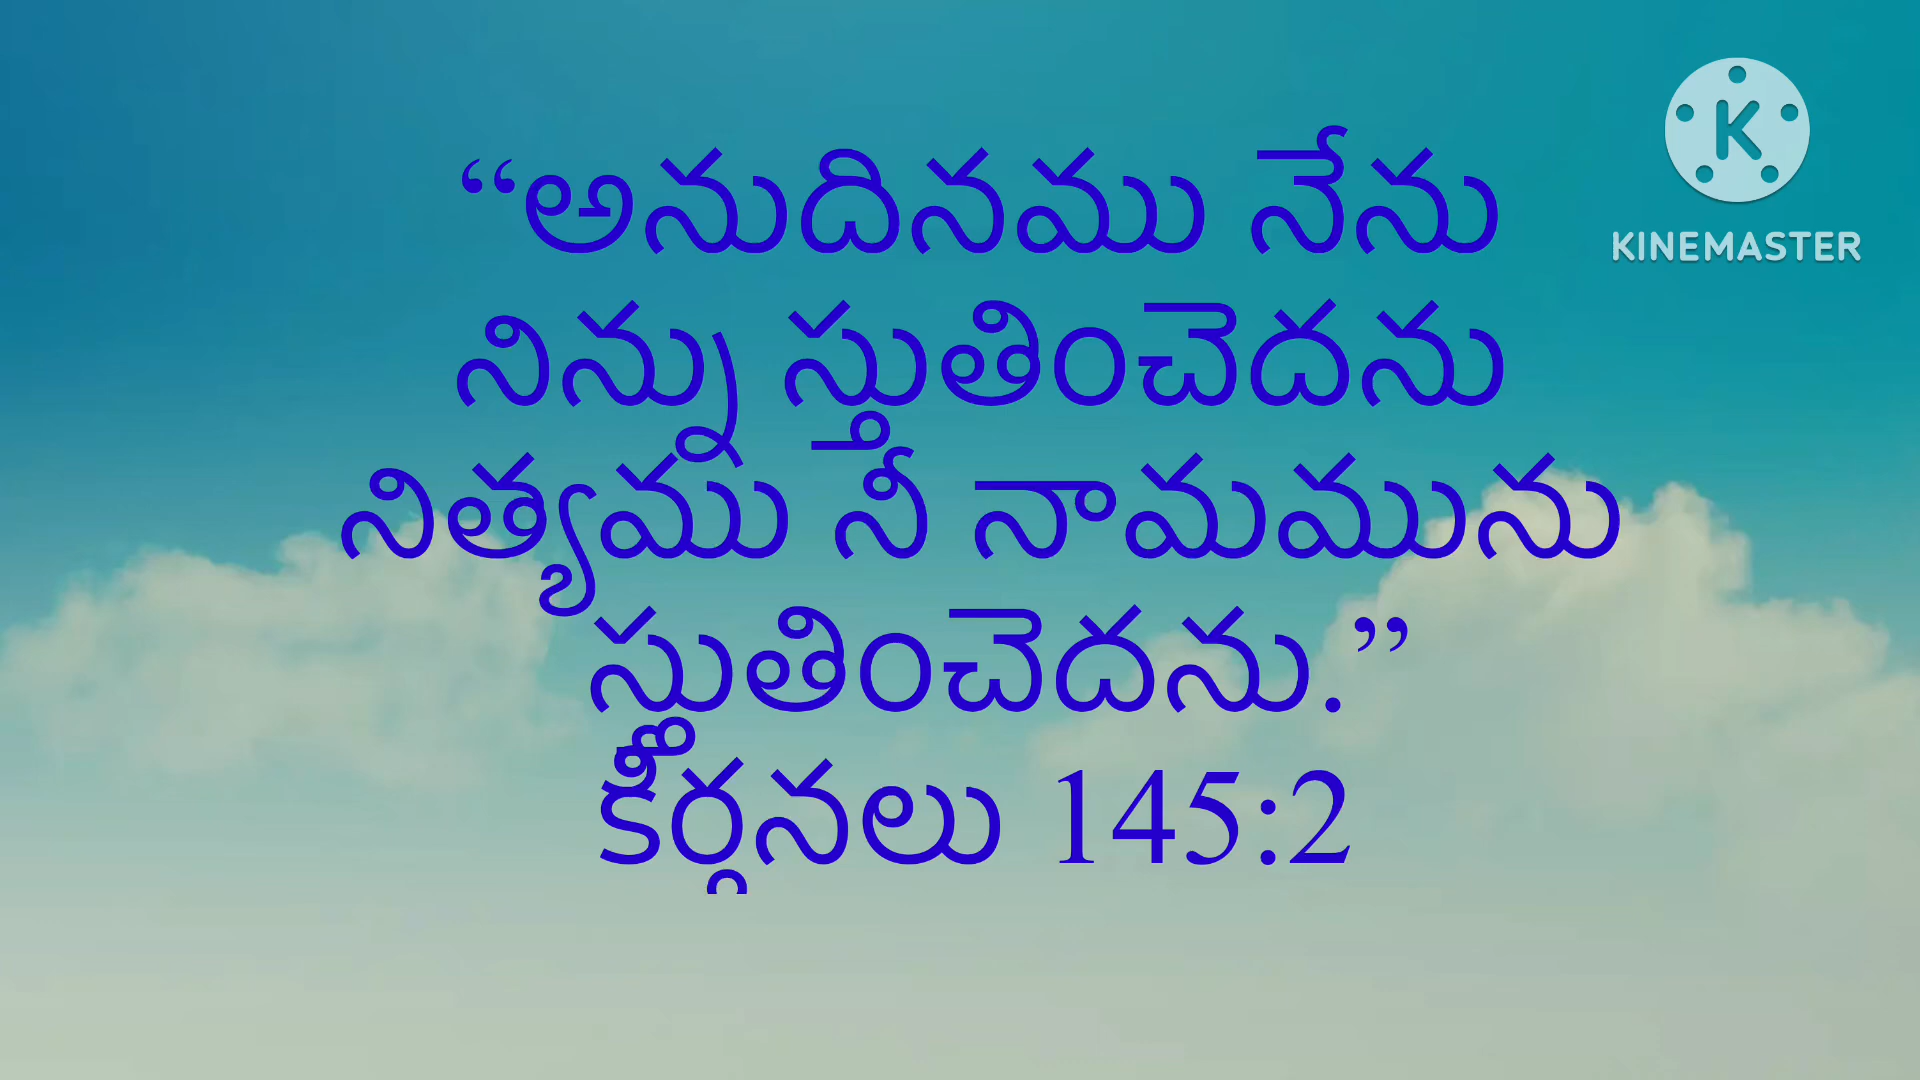 “అనుదినము నేను
నిన్ను స్తుతించెదను
నిత్యము నీ నామమును
స్తుతించెదను.”
కీర్తనలు 145:2
K
KINEMASTER